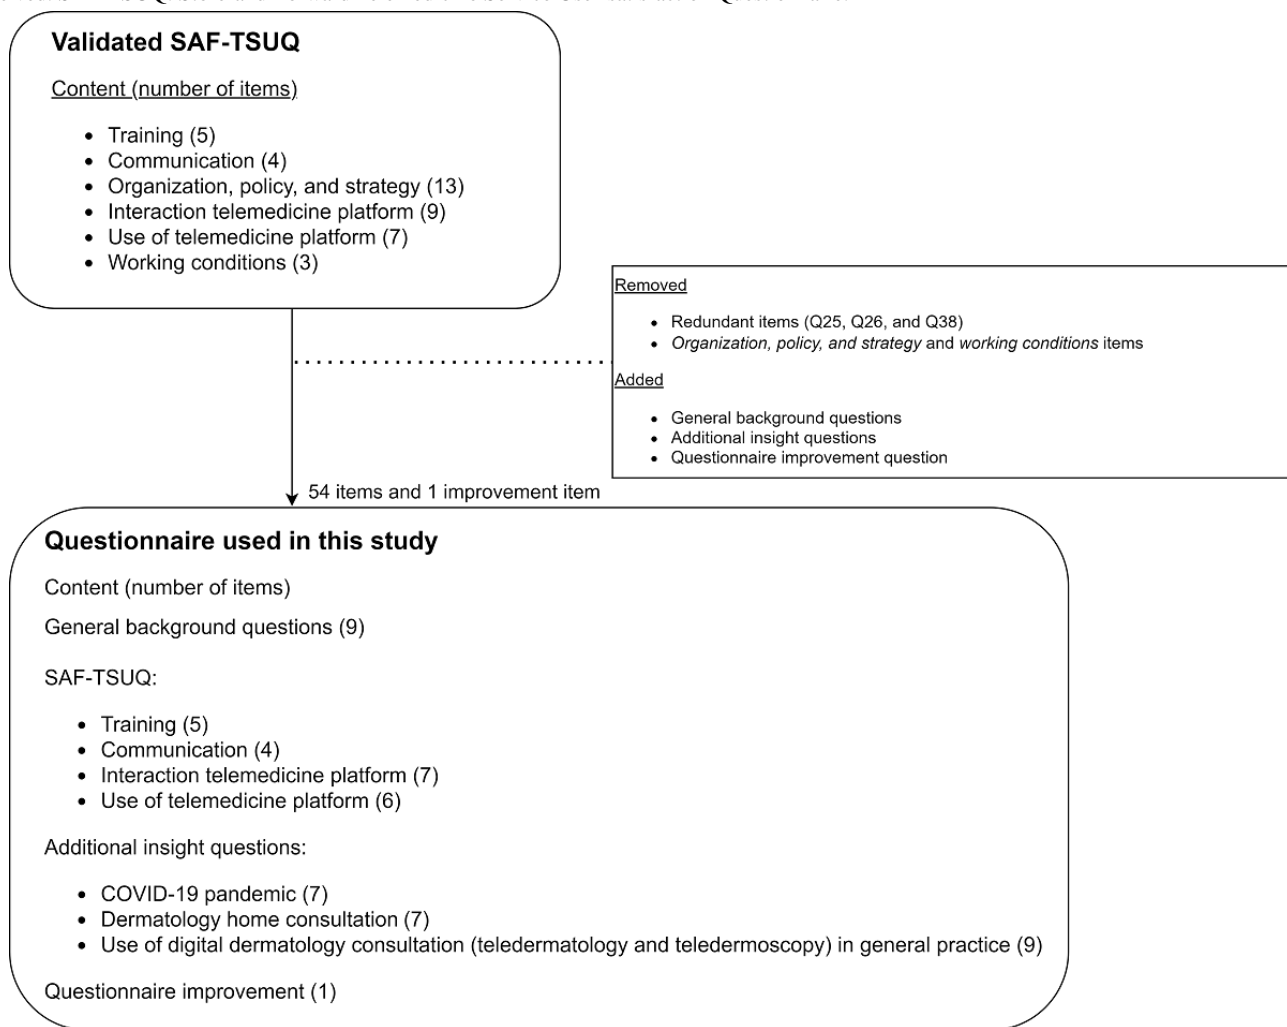 Validated SAF-TSUQ
Content (number of items)
• Training (5)
• Communication (4)
• Organization, policy, and strategy (13)
• Interaction telemedicine platform (9)
• Use of telemedicine platform (7)
• Working conditions (3)
Removed
• Redundant items (Q25, Q26, and Q38)
• Organization, policy, and strategy and working conditions items
Added
• General background questions
• Additional insight questions
• Questionnaire improvement question
54 items and 1 improvement item
Questionnaire used in this study
Content (number of items)
General background questions (9)
SAF-TSUQ:
• Training (5)
• Communication (4)
• Interaction telemedicine platform (7)
• Use of telemedicine platform (6)
Additional insight questions:
• COVID-19 pandemic (7)
• Dermatology home consultation (7)
• Use of digital dermatology consultation (teledermatology and teledermoscopy) in general practice (9)
Questionnaire improvement (1)